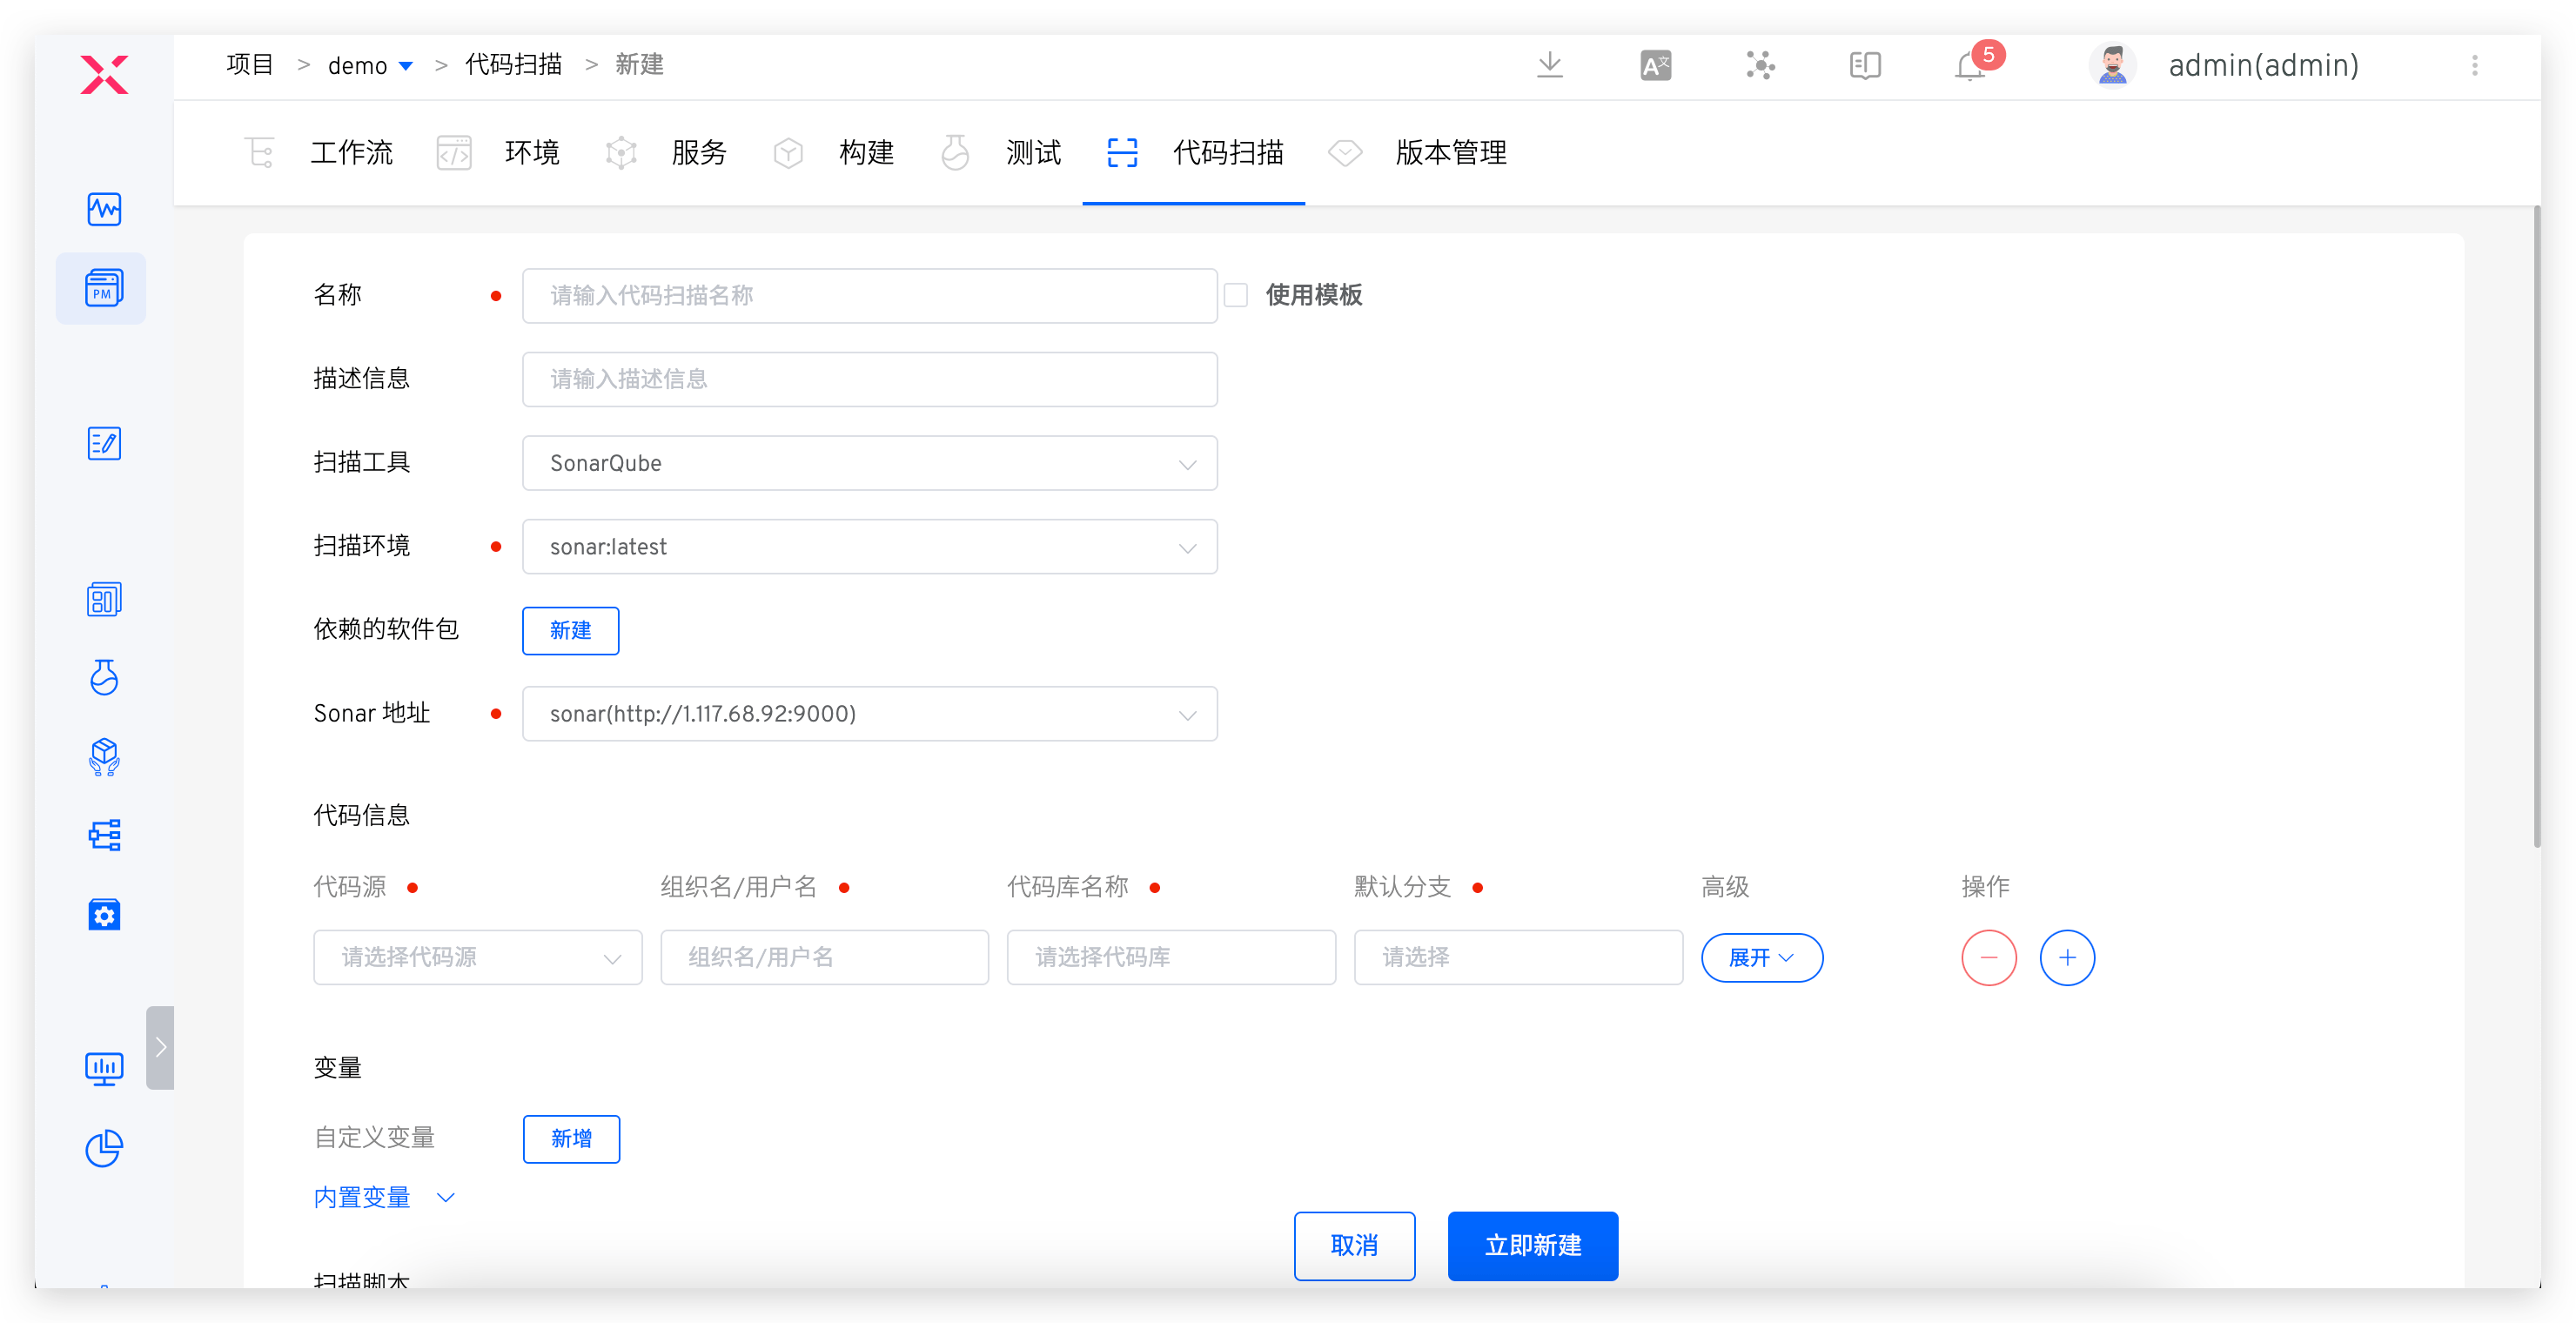 项目 > demo > 代码扫描 > 新建
A文
5
admin(admin)
工作流 环境 服务 构建 测试 代码扫描 版本管理
PM
名称 请输入代码扫描名称 使用模板
描述信息 请输入描述信息
扫描工具 SonarQube
扫描环境 sonar:latest
依赖的软件包 新建
Sonar 地址 sonar(http://1.117.68.92:9000)
代码信息
代码源 组织名/用户名 代码库名称 默认分支 高级 操作
请选择代码源 组织名/用户名 请选择代码库 请选择 展开
变量
自定义变量 新增
内置变量
取消 立即新建
扫描脚本